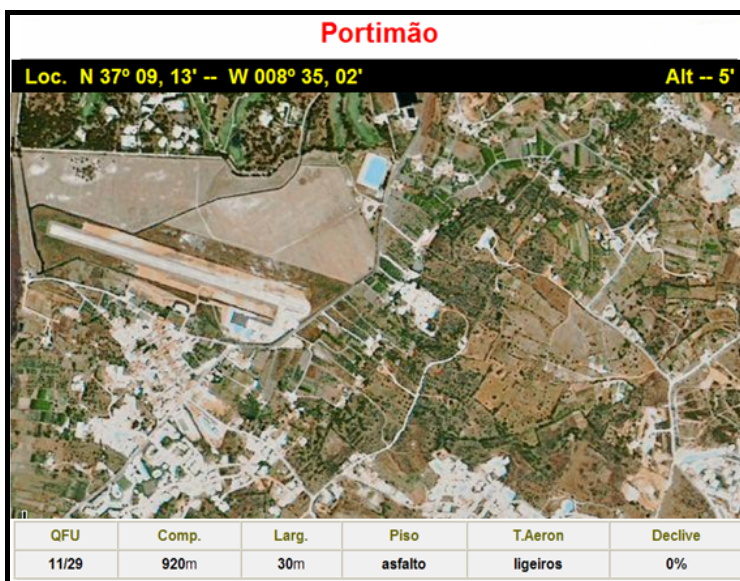 Portimão
Loc. N 37º 09, 13' -- W 008º 35, 02' Alt -- 5'
QFU Comp. Larg. Piso T.Aeron Declive
11/29 920m 30m asfalto ligeiros 0%